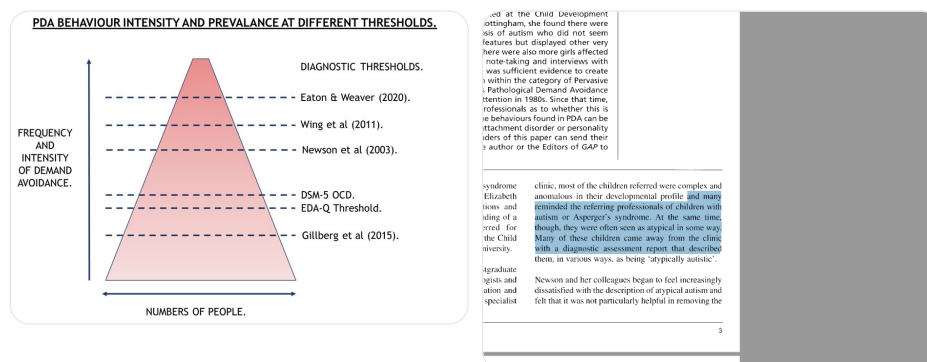 PDA BEHAVIOUR INTENSITY AND PREVALANCE AT DIFFERENT THRESHOLDS.
DIAGNOSTIC THRESHOLDS.
Eaton & Weaver (2020).
Wing et al (2011).
Newson et al (2003).
DSM-5 OCD.
EDA-Q Threshold.
Gillberg et al (2015).
FREQUENCY
AND
INTENSITY
OF DEMAND
AVOIDANCE.
NUMBERS OF PEOPLE.
at the Child Development
ottingham, she found there were
sis of autism who did not seem
features but displayed other very
here were also more girls affected
note-taking and interviews with
was sufficient evidence to create
within the category of Pervasive
Pathological Demand Avoidance
ttention in 1980s. Since that time,
rofessionals as to whether this is
e behaviours found in PDA can be
ttachment disorder or personality
ders of this paper can send their
author or the Editors of GAP to
syndrome
Elizabeth
tions and
nding of a
rred for
the Child
niversity.
stgraduate
ogists and
ation and
specialist
clinic, most of the children referred were complex and
anomalous in their developmental profile and many
reminded the referring professionals of children with
autism or Asperger's syndrome. At the same time,
though, they were often seen as atypical in some way.
Many of these children came away from the clinic
with a diagnostic assessment report that described
them, in various ways, as being 'atypically autistic'.
Newson and her colleagues began to feel increasingly
dissatisfied with the description of atypical autism and
felt that it was not particularly helpful in removing the
3